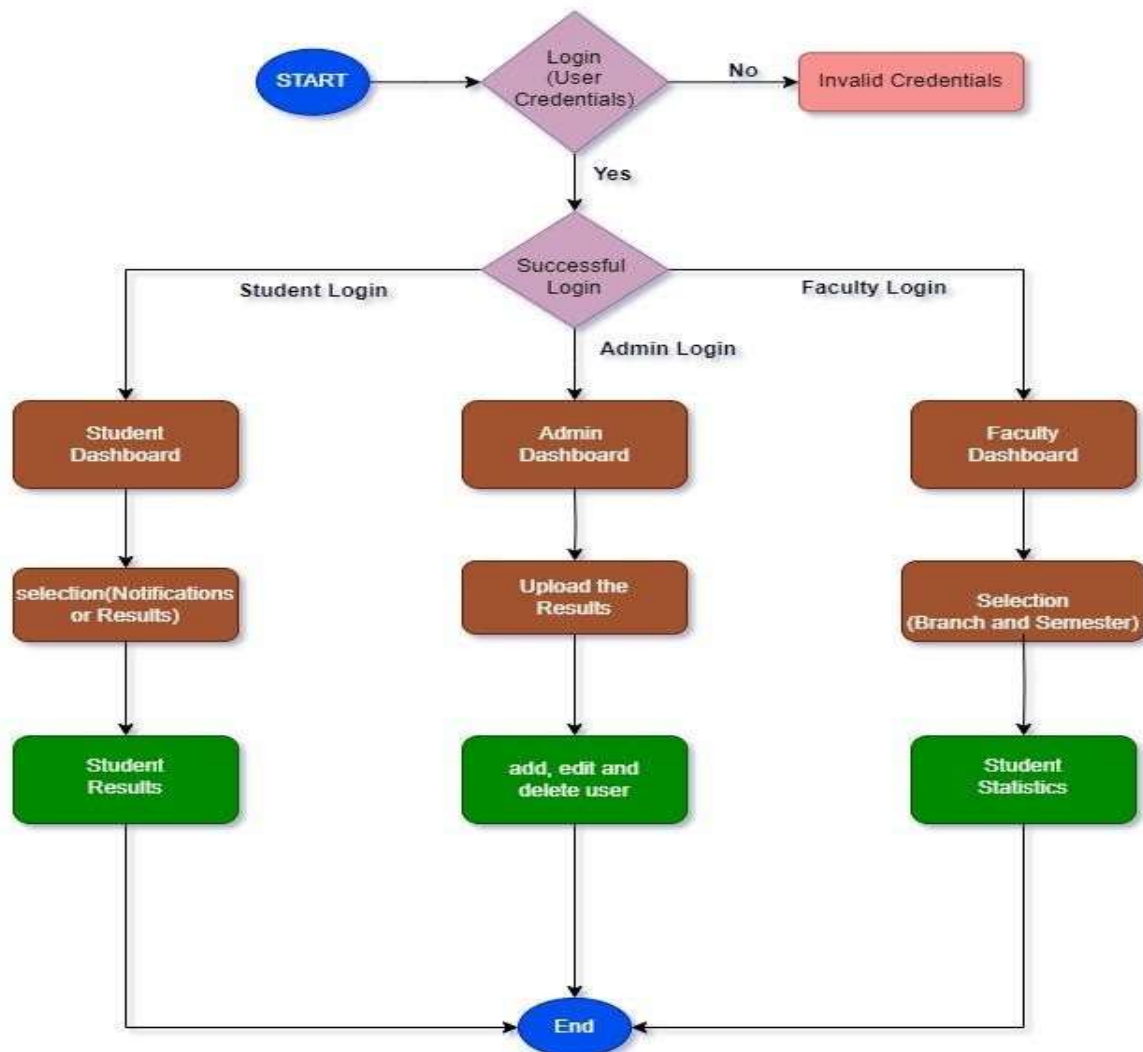 START
Login
(User
Credentials)
No
Invalid Credentials
Yes
Successful
Login
Student Login
Faculty Login
Admin Login
Student
Dashboard
Admin
Dashboard
Faculty
Dashboard
selection(Notifications
or Results)
Upload the
Results
Selection
(Branch and Semester)
Student
Results
add, edit and
delete user
Student
Statistics
End